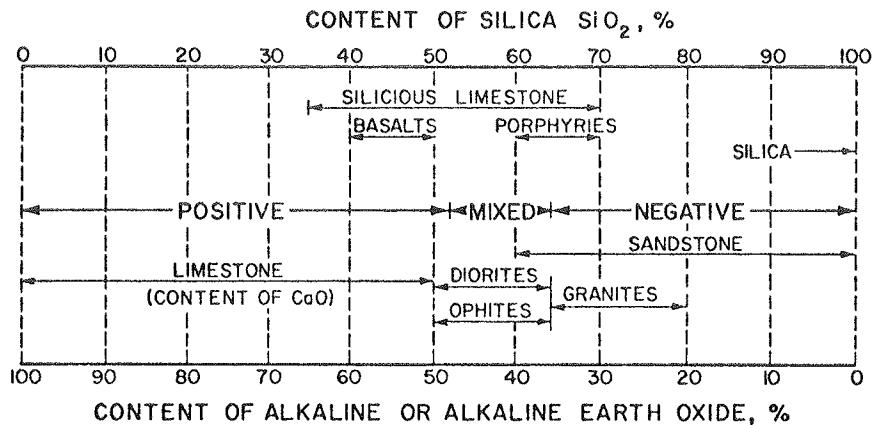 CONTENT OF SILICA SiO2, %
0 10 20 30 40 50 60 70 80 90 100
SILICIOUS LIMESTONE
BASALTS PORPHYRIES
SILICA
POSITIVE MIXED NEGATIVE
SANDSTONE
LIMESTONE DIORITES
(CONTENT OF CaO) GRANITES
OPHITES
100 90 80 70 60 50 40 30 20 10 0
CONTENT OF ALKALINE OR ALKALINE EARTH OXIDE, %